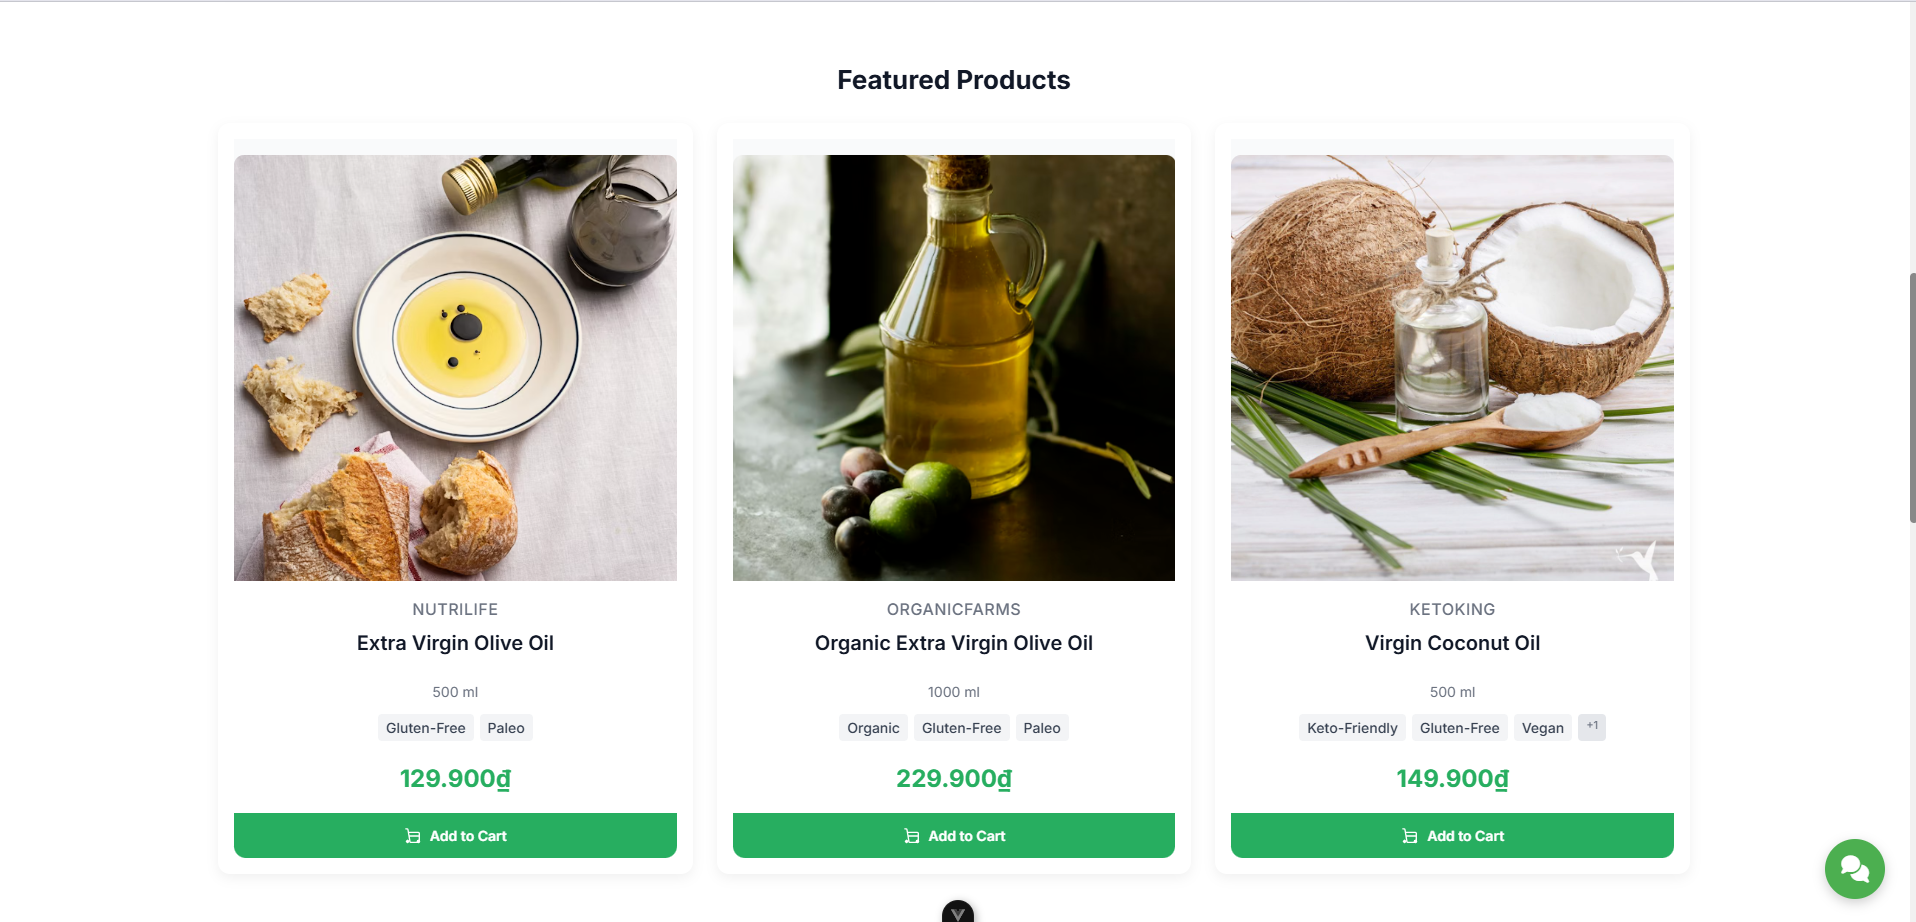 Featured Products
NUTRILIFE
Extra Virgin Olive Oil
500 ml
Gluten-Free Paleo
129.900₫
Add to Cart
ORGANICFARMS
Organic Extra Virgin Olive Oil
1000 ml
Organic Gluten-Free Paleo
229.900₫
Add to Cart
KETOKING
Virgin Coconut Oil
500 ml
Keto-Friendly Gluten-Free Vegan +1
149.900₫
Add to Cart